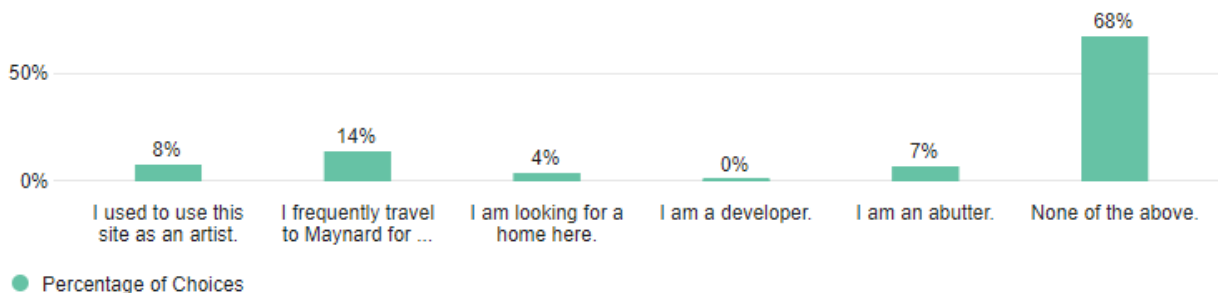 68%
50%
14%
8%
7%
4%
0%
0%
I used to use this
site as an artist.
I frequently travel
to Maynard for ...
I am looking for a
home here.
I am a developer.
I am an abutter.
None of the above.
Percentage of Choices